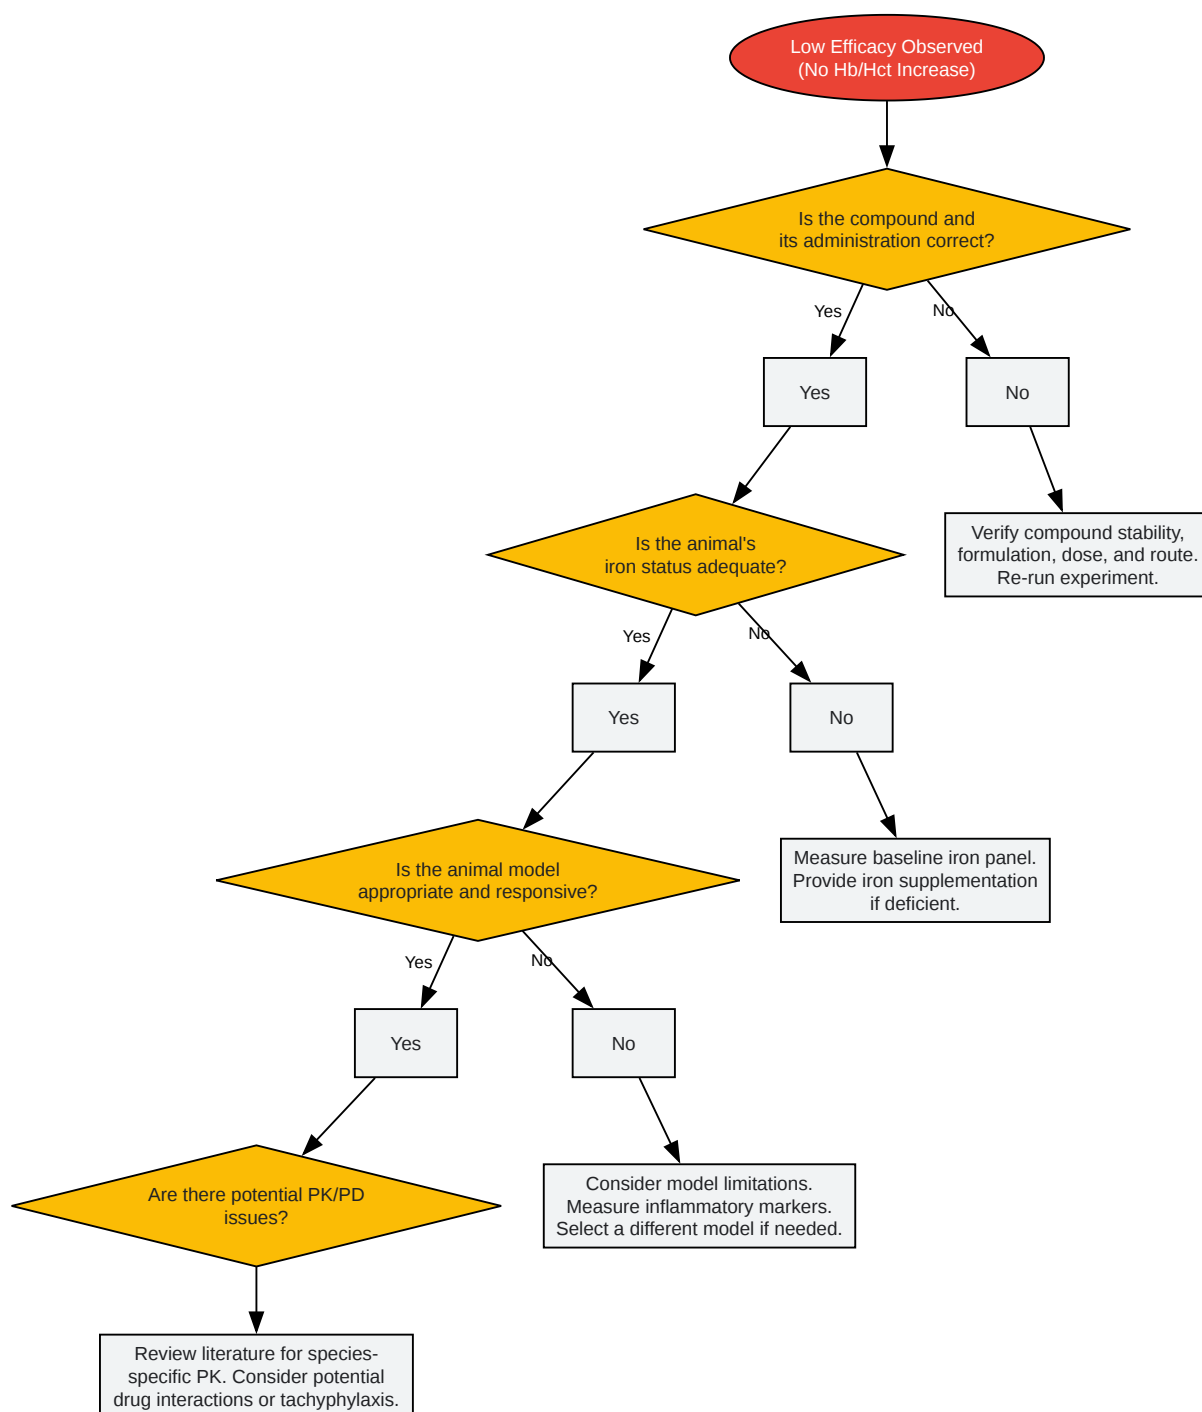 Low Efficacy Observed
(No Hb/Hct Increase)
Is the compound and
its administration correct?
Yes
No
Yes
No
Is the animal's
iron status adequate?
Verify compound stability,
formulation, dose, and route.
Re-run experiment.
Yes
No
Yes
No
Is the animal model
appropriate and responsive?
Measure baseline iron panel.
Provide iron supplementation
if deficient.
Yes
No
Yes
No
Are there potential PK/PD
issues?
Consider model limitations.
Measure inflammatory markers.
Select a different model if needed.
Review literature for species-
specific PK. Consider potential
drug interactions or tachyphylaxis.